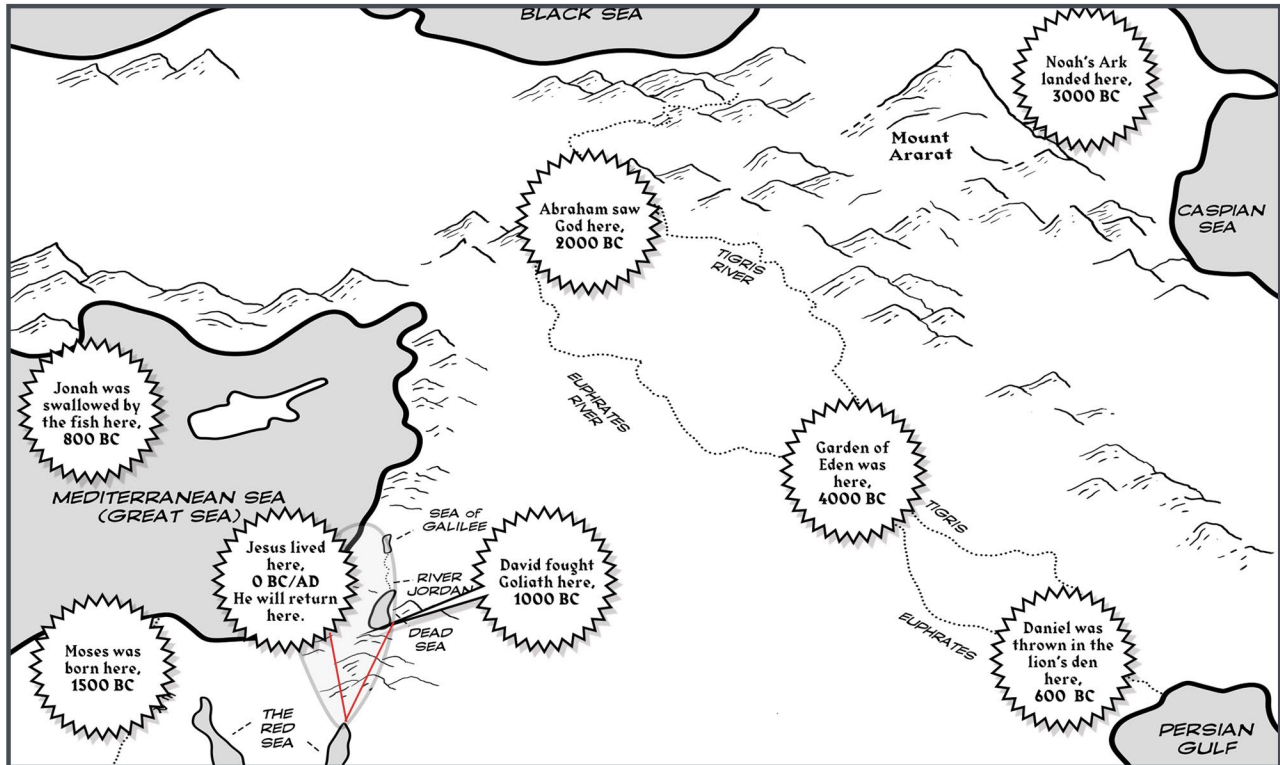 BLACK SEA
Noah's Ark
landed here,
3000 BC
Mount
Ararat
Abraham saw
God here,
2000 BC
CASPIAN
SEA
TIGRIS
RIVER
EUPHRATES
RIVER
Jonah was
swallowed by
the fish here,
800 BC
Garden of
Eden was
here,
4000 BC
MEDITERRANEAN SEA
(GREAT SEA)
SEA OF
GALILEE
TIGRIS
Jesus lived
here,
0 BC/AD
He will return
here.
RIVER
JORDAN
David fought
Goliath here,
1000 BC
DEAD
SEA
EUPHRATES
Daniel was
thrown in the
lion's den
here,
600 BC
Moses was
born here,
1500 BC
THE
RED
SEA
PERSIAN
GULF